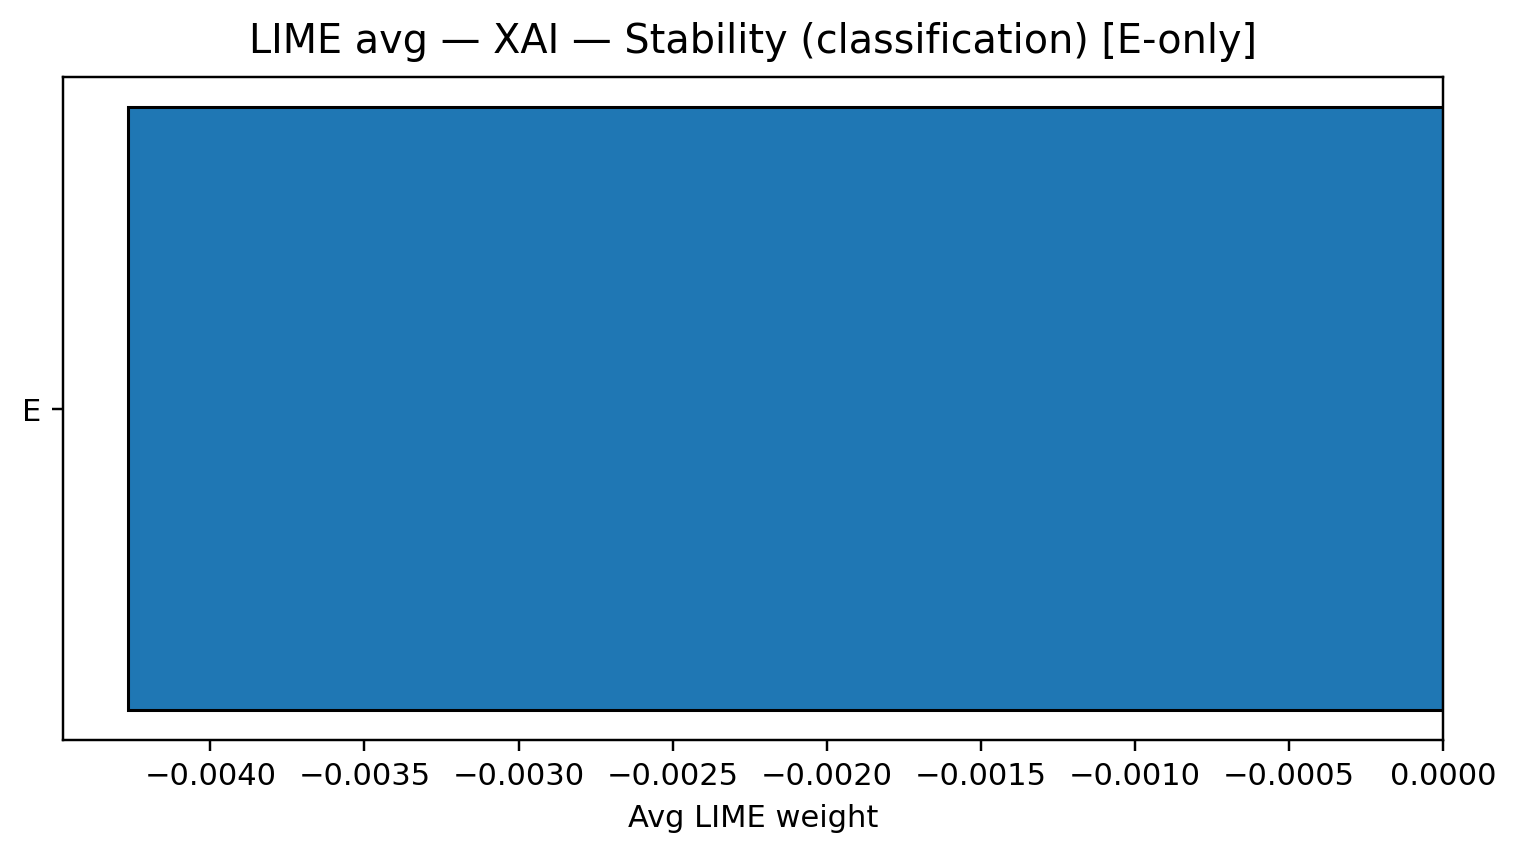 LIME avg — XAI — Stability (classification) [E-only]
E
−0.0040 −0.0035 −0.0030 −0.0025 −0.0020 −0.0015 −0.0010 −0.0005 0.0000
Avg LIME weight